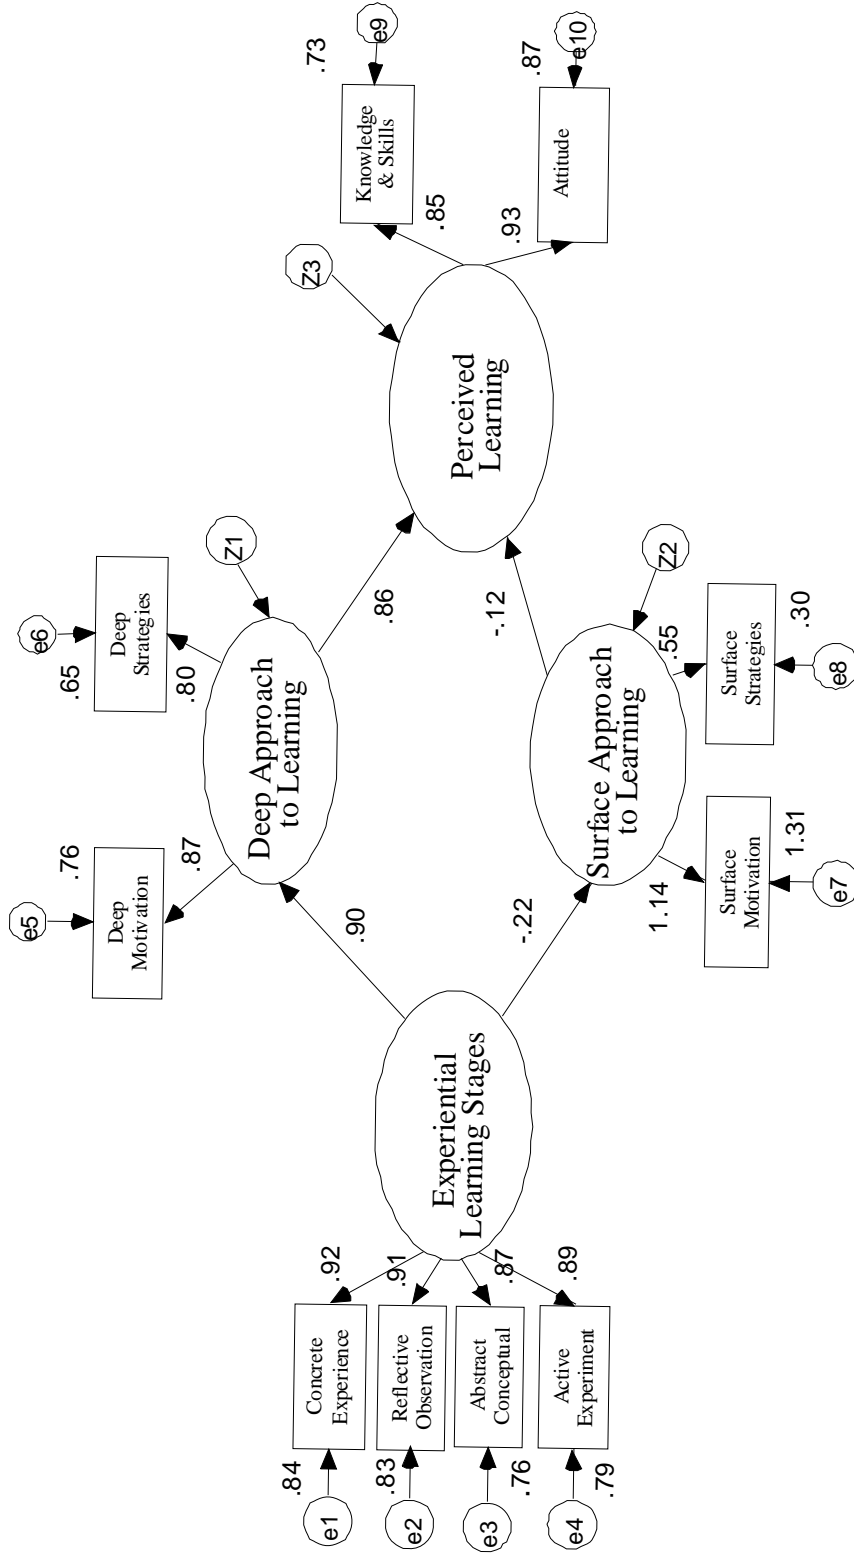 e1
.84
Concrete
Experience
.92
e2
.83
Reflective
Observation
.91
e3
.76
Abstract
Conceptual
.87
e4
.79
Active
Experiment
.89
Experiential
Learning Stages
.90
-.22
e5
.76
Deep
Motivation
.87
e6
.65
Deep
Strategies
.80
Deep Approach
to Learning
Z1
.86
Surface Approach
to Learning
Z2
-.12
1.14
Surface
Motivation
1.31
e7
.55
Surface
Strategies
.30
e8
Perceived
Learning
Z3
.85
Knowledge
& Skills
.73
e9
.93
Attitude
.87
e10